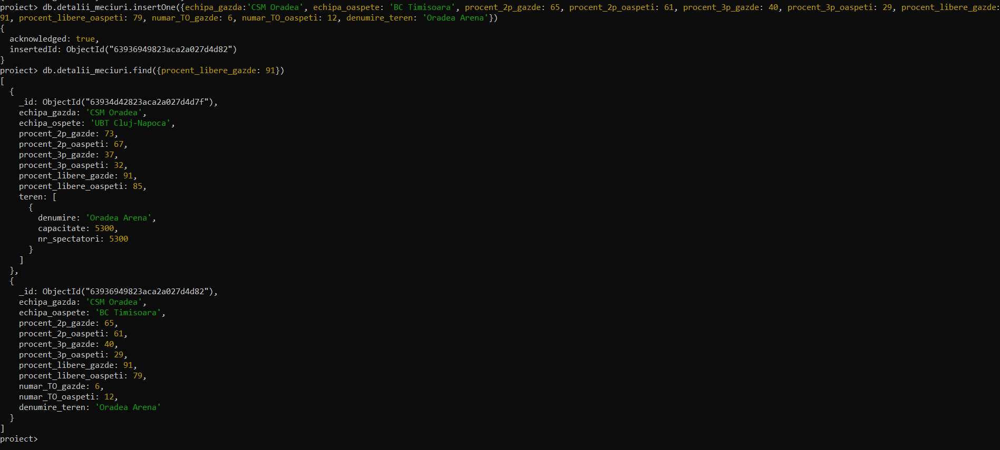 proiect> db.detalii_meciuri.insertOne({echipa_gazda:'CSM Oradea', echipa_oaspete: 'BC Timisoara', procent_2p_gazde: 65, procent_2p_oaspeti: 61, procent_3p_gazde: 40, procent_3p_oaspeti: 29, procent_libere_gazde:
91, procent_libere_oaspeti: 79, numar_TO_gazde: 6, numar_TO_oaspeti: 12, denumire_teren: 'Oradea Arena'})
{
  acknowledged: true,
  insertedId: ObjectId("63936949823aca2a027d4d82")
}
proiect> db.detalii_meciuri.find({procent_libere_gazde: 91})
[
  {
    _id: ObjectId("63934d42823aca2a027d4d7f"),
    echipa_gazda: 'CSM Oradea',
    echipa_ospete: 'UBT Cluj-Napoca',
    procent_2p_gazde: 73,
    procent_2p_oaspeti: 67,
    procent_3p_gazde: 37,
    procent_3p_oaspeti: 32,
    procent_libere_gazde: 91,
    procent_libere_oaspeti: 85,
    teren: [
      {
        denumire: 'Oradea Arena',
        capacitate: 5300,
        nr_spectatori: 5300
      }
    ]
  },
  {
    _id: ObjectId("63936949823aca2a027d4d82"),
    echipa_gazda: 'CSM Oradea',
    echipa_oaspete: 'BC Timisoara',
    procent_2p_gazde: 65,
    procent_2p_oaspeti: 61,
    procent_3p_gazde: 40,
    procent_3p_oaspeti: 29,
    procent_libere_gazde: 91,
    procent_libere_oaspeti: 79,
    numar_TO_gazde: 6,
    numar_TO_oaspeti: 12,
    denumire_teren: 'Oradea Arena'
  }
]
proiect>